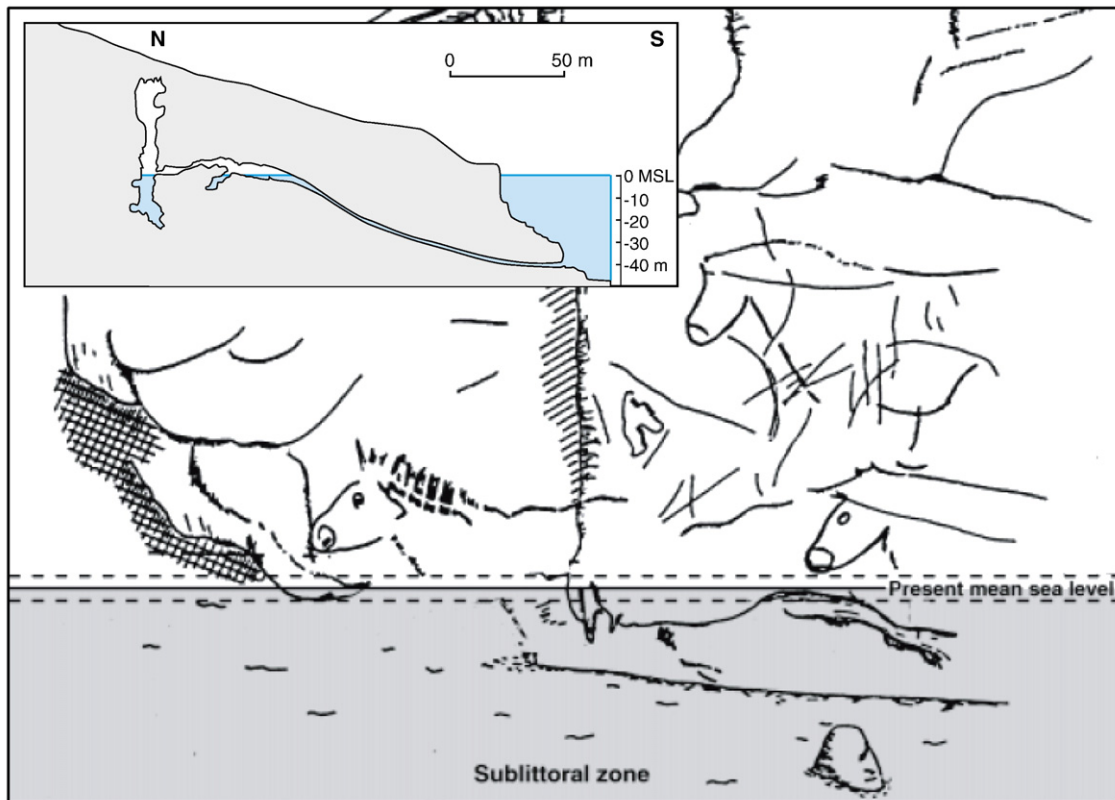 N
S
0
50 m
0 MSL
-10
-20
-30
-40 m
Present mean sea level
Sublittoral zone